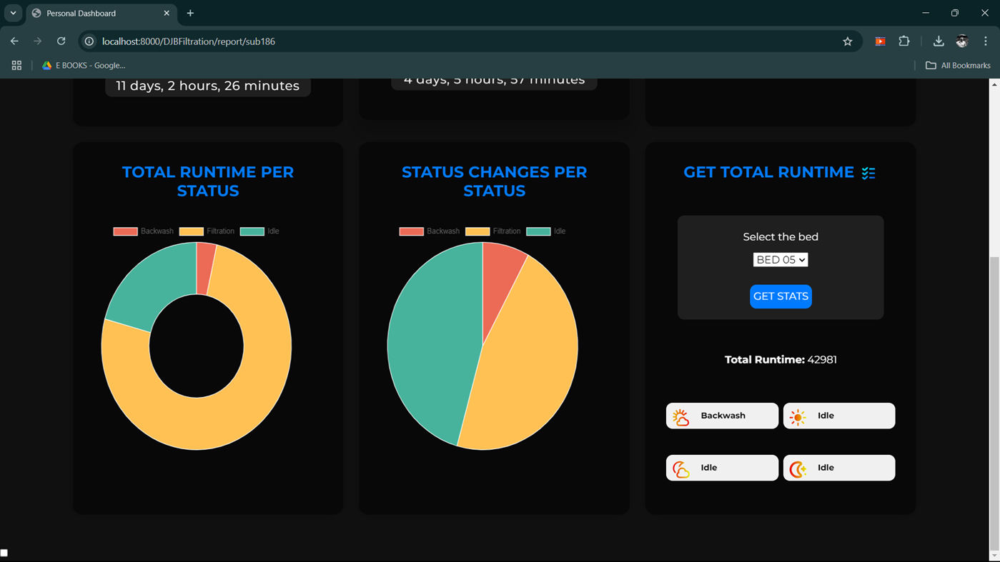 Personal Dashboard
localhost:8000/DJBFiltration/report/sub186
E BOOKS - Google...
All Bookmarks
11 days, 2 hours, 26 minutes
4 days, 5 hours, 57 minutes
TOTAL RUNTIME PER
STATUS
Backwash Filtration Idle
STATUS CHANGES PER
STATUS
Backwash Filtration Idle
GET TOTAL RUNTIME
Select the bed
BED 05
GET STATS
Total Runtime: 42981
Backwash
Idle
Idle
Idle